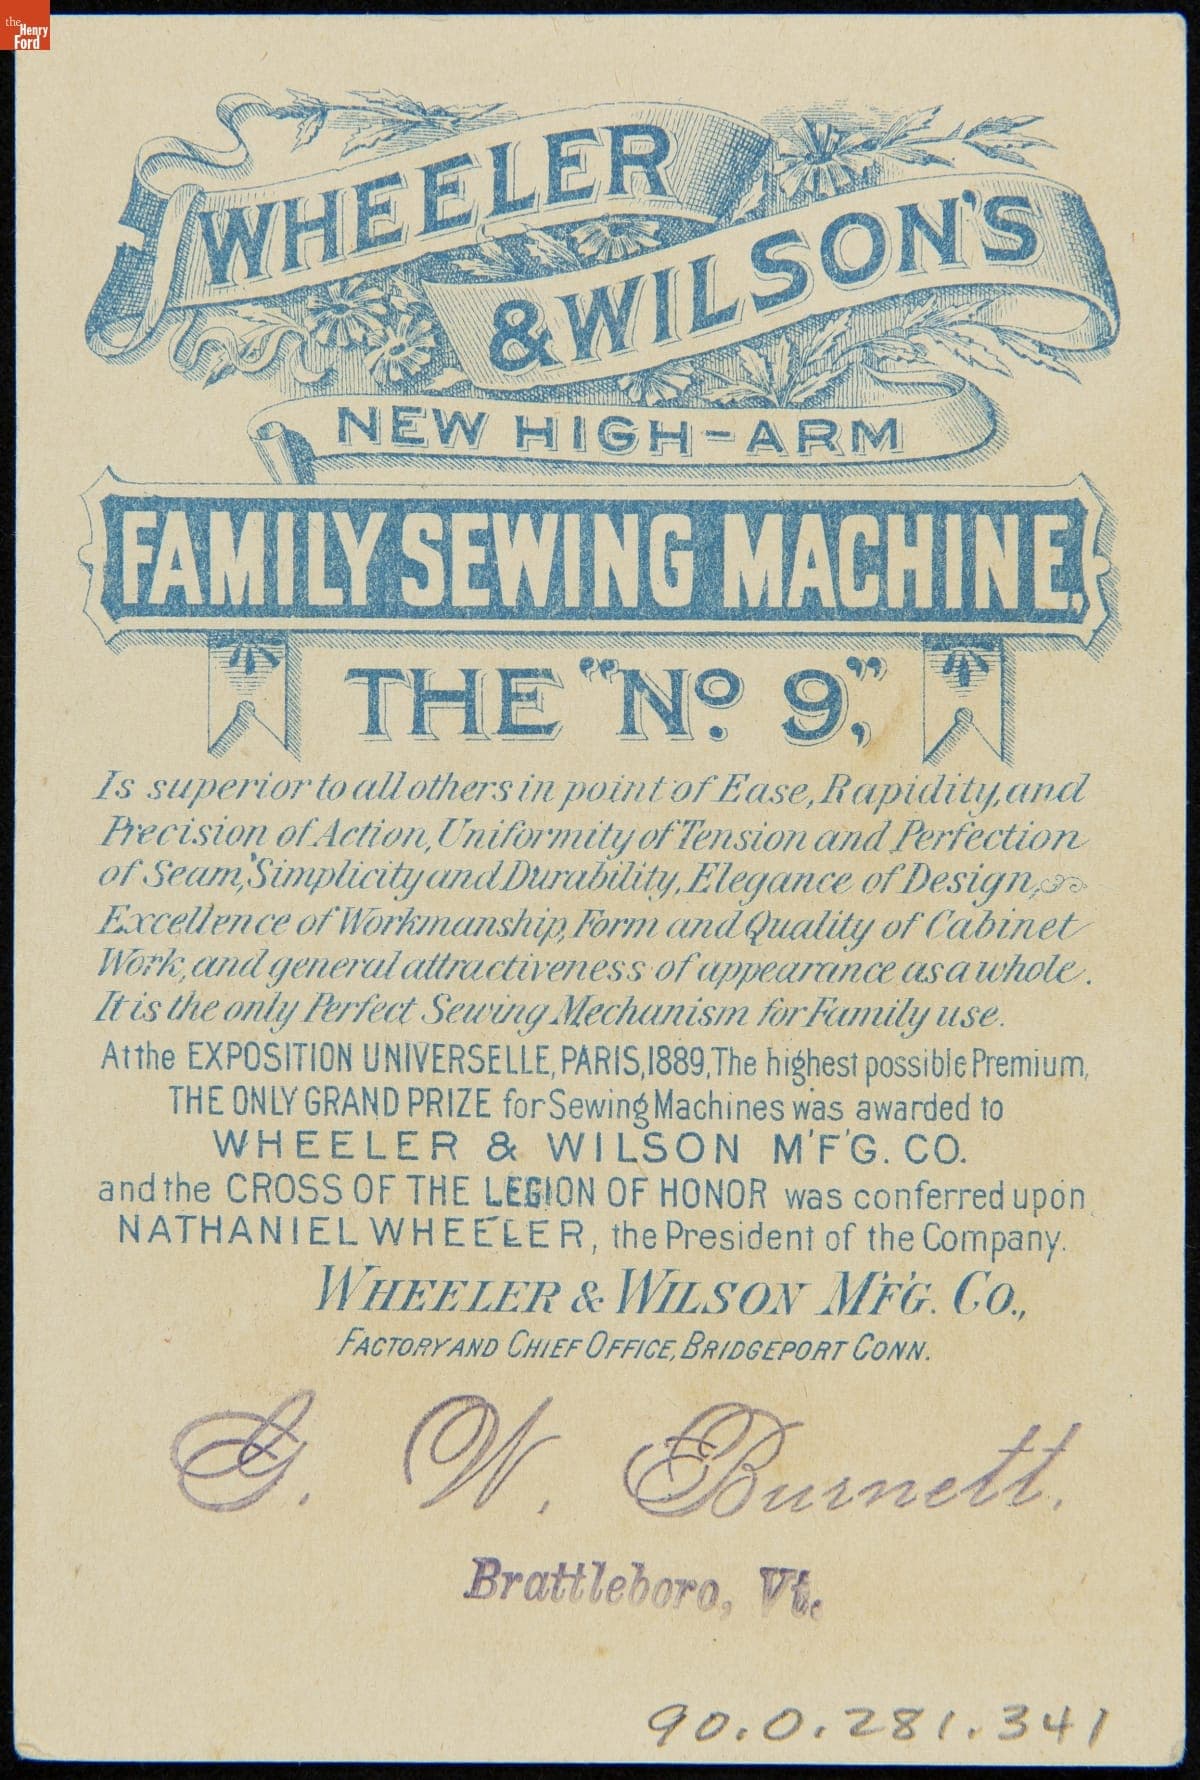 the
Henry
Ford
WHEELER
& WILSON'S
NEW HIGH-ARM
FAMILY SEWING MACHINE.
THE "No. 9,"
Is superior to all others in point of Ease, Rapidity, and
Precision of Action, Uniformity of Tension and Perfection
of Seam, Simplicity and Durability, Elegance of Design,
Excellence of Workmanship, Form and Quality of Cabinet
Work, and general attractiveness of appearance as a whole.
It is the only Perfect Sewing Mechanism for Family use.
At the EXPOSITION UNIVERSELLE, PARIS, 1889, The highest possible Premium,
THE ONLY GRAND PRIZE for Sewing Machines was awarded to
WHEELER & WILSON M'F'G. CO.
and the CROSS OF THE LEGION OF HONOR was conferred upon
NATHANIEL WHEELER, the President of the Company.
WHEELER & WILSON M'F'G. Co.,
FACTORY AND CHIEF OFFICE, BRIDGEPORT CONN.
G. W. Burnett.
Brattleboro, Vt.
90.0.281.341